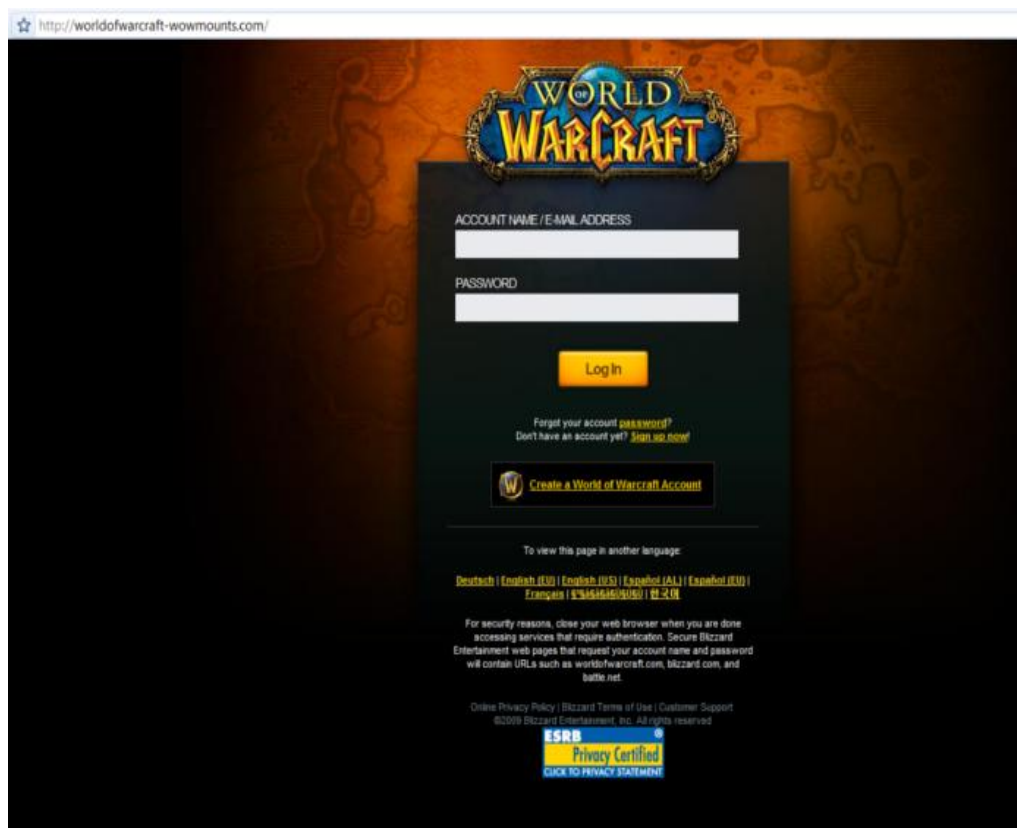 http://worldofwarcraft-wowmounts.com/
WORLD
OF
WARCRAFT®
ACCOUNT NAME / E-MAIL ADDRESS
PASSWORD
Log In
Forgot your account password?
Don't have an account yet? Sign up now!
W
Create a World of Warcraft Account
To view this page in another language:
Deutsch | English (EU) | English (US) | Español (AL) | Español (EU) |
Français | | 한국어
For security reasons, close your web browser when you are done
accessing services that require authentication. Secure Blizzard
Entertainment web pages that request your account name and password
will contain URLs such as worldofwarcraft.com, blizzard.com, and
battle.net.
Online Privacy Policy | Blizzard Terms of Use | Customer Support
©2009 Blizzard Entertainment, Inc. All rights reserved
ESRB ®
Privacy Certified
CLICK TO PRIVACY STATEMENT